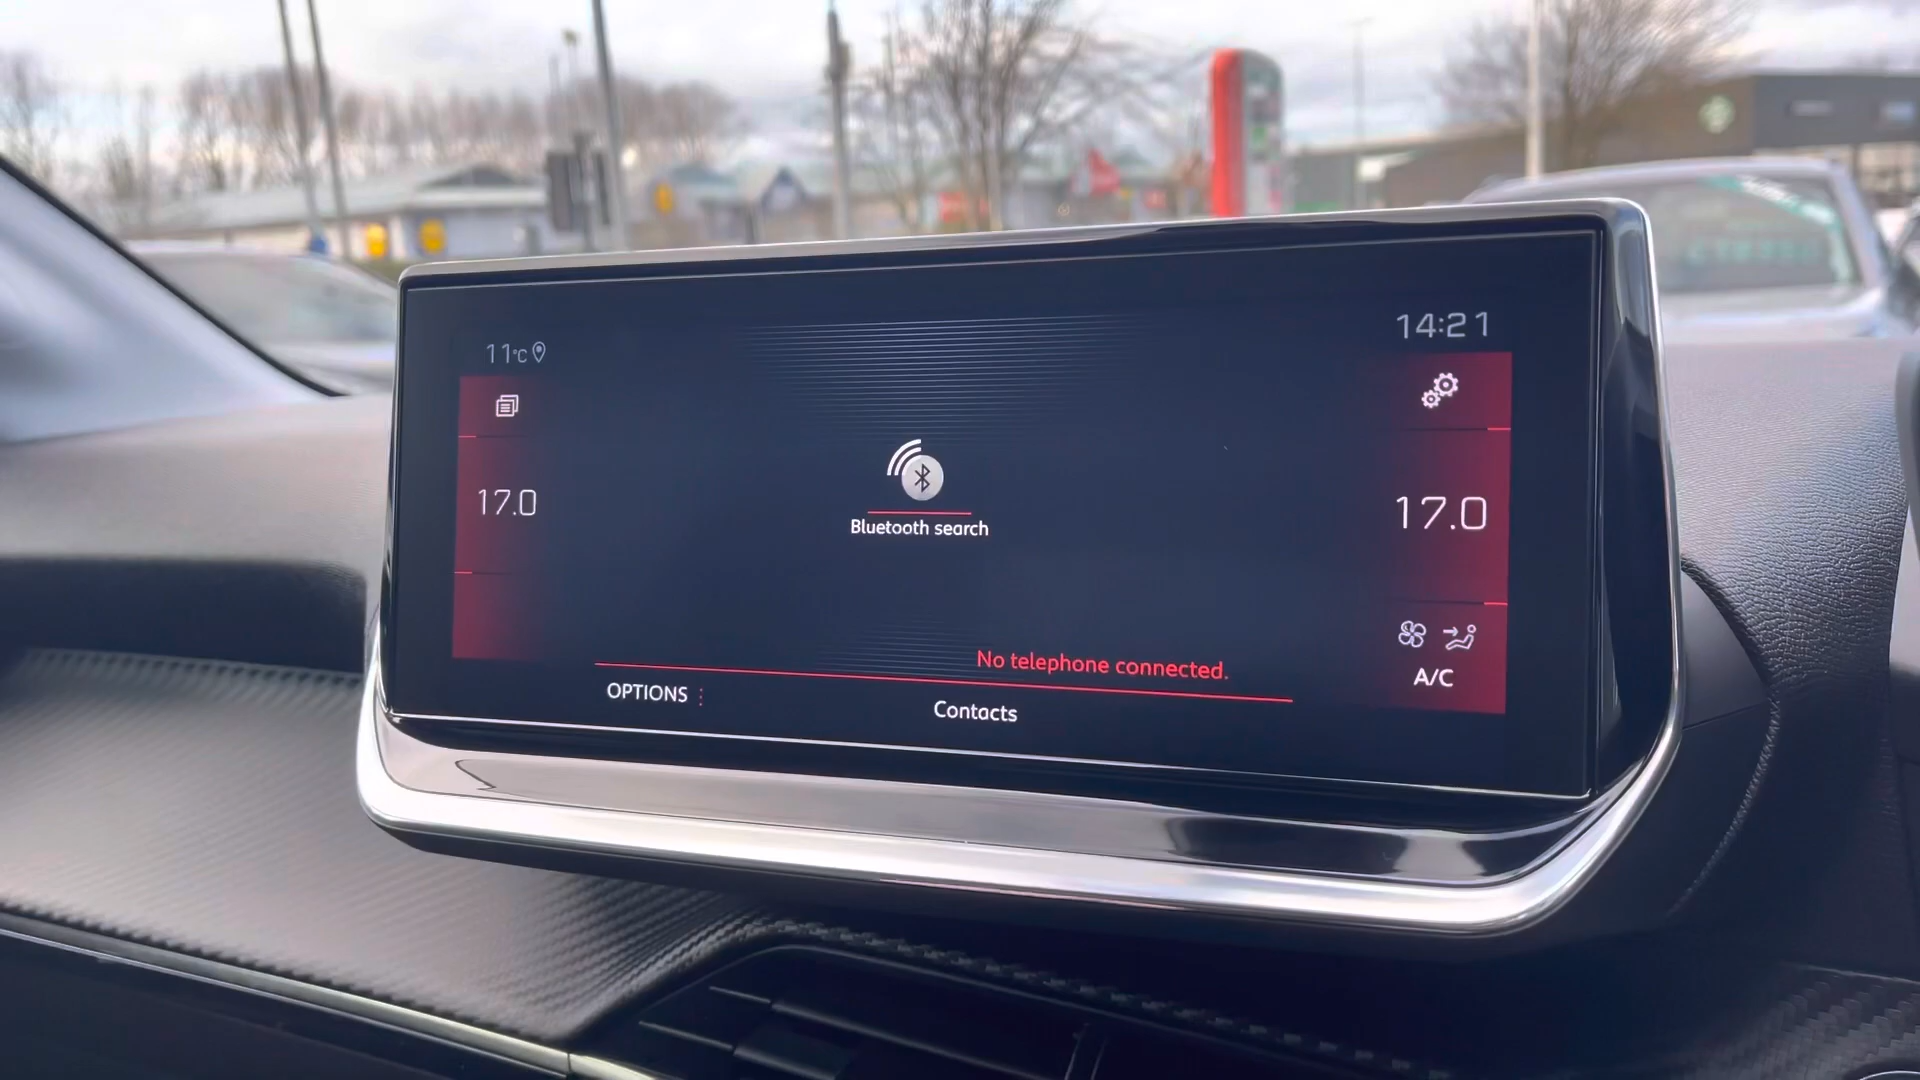 11°C
14:21
17.0
17.0
Bluetooth search
No telephone connected.
OPTIONS
Contacts
A/C